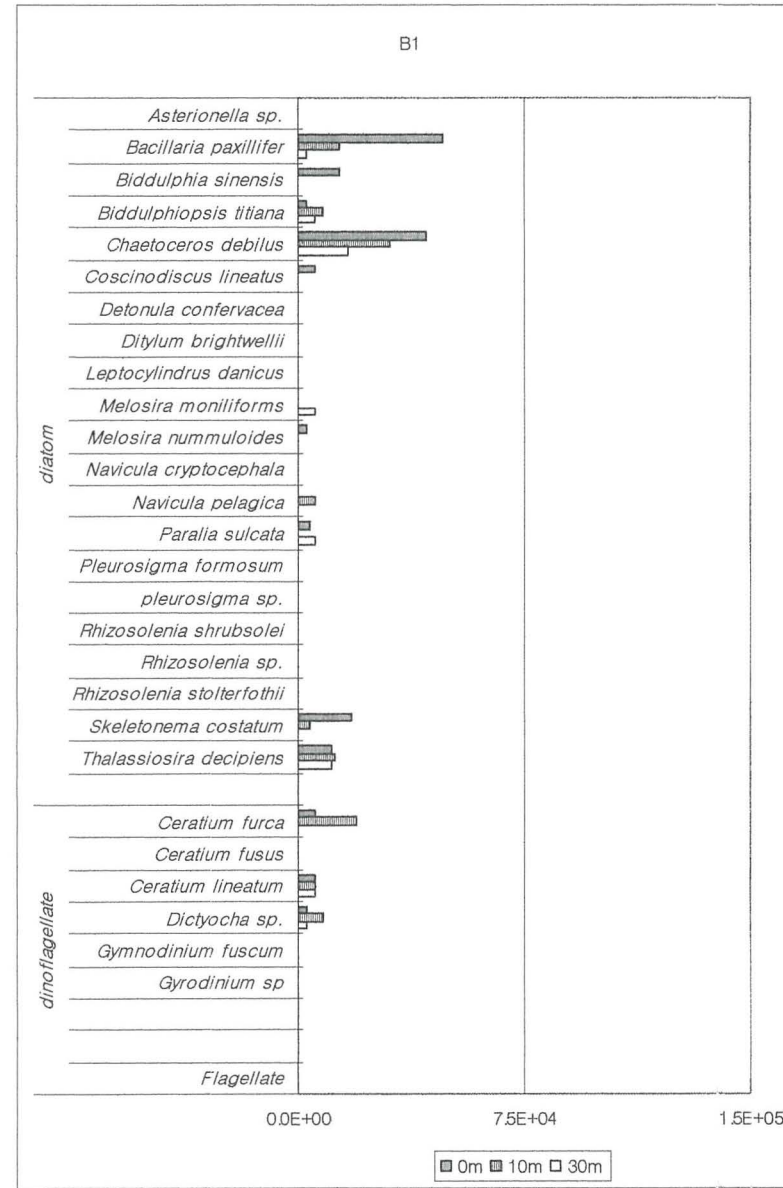 B1
Asterionella sp.
Bacillaria paxillifer
Biddulphia sinensis
Biddulphiopsis titiana
Chaetoceros debilus
Coscinodiscus lineatus
Detonula confervacea
Ditylum brightwellii
Leptocylindrus danicus
Melosira moniliforms
diatom
Melosira nummuloides
Navicula cryptocephala
Navicula pelagica
Paralia sulcata
Pleurosigma formosum
pleurosigma sp.
Rhizosolenia shrubsolei
Rhizosolenia sp.
Rhizosolenia stolterfothii
Skeletonema costatum
Thalassiosira decipiens
Ceratium furca
Ceratium fusus
Ceratium lineatum
dinoflagellate
Dictyocha sp.
Gymnodinium fuscum
Gyrodinium sp
Flagellate
0.0E+00 7.5E+04 1.5E+05
0m 10m 30m